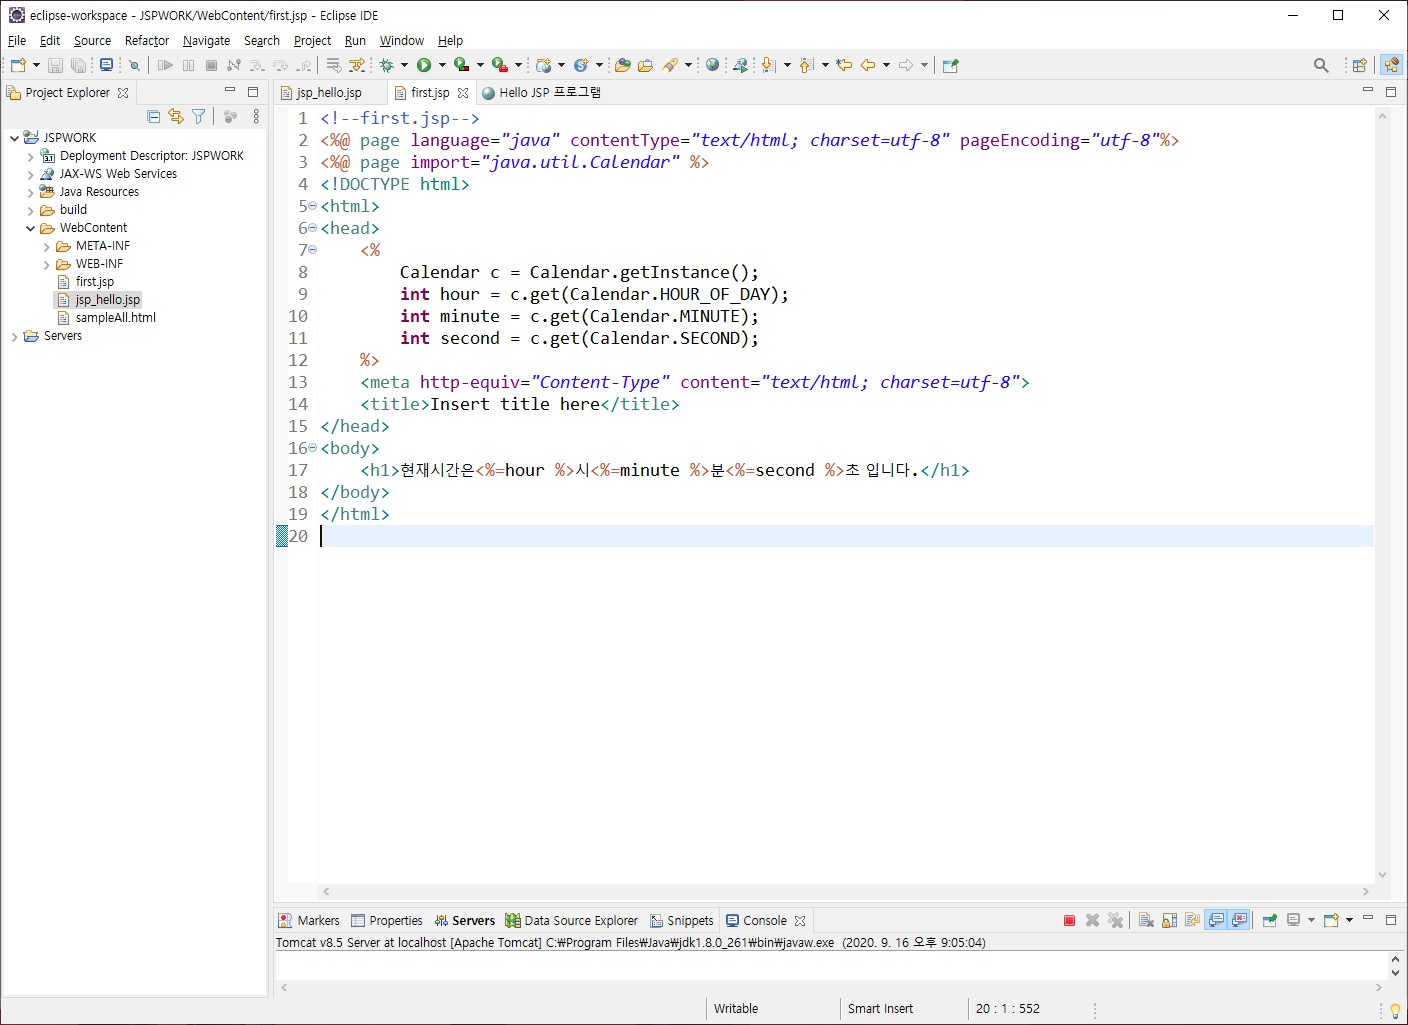 eclipse-workspace - JSPWORK/WebContent/first.jsp - Eclipse IDE
File Edit Source Refactor Navigate Search Project Run Window Help
Project Explorer
jsp_hello.jsp first.jsp Hello JSP 프로그램
JSPWORK
Deployment Descriptor: JSPWORK
JAX-WS Web Services
Java Resources
build
WebContent
META-INF
WEB-INF
first.jsp
jsp_hello.jsp
sampleAll.html
Servers
1 <!--first.jsp-->
2 <%@ page language="java" contentType="text/html; charset=utf-8" pageEncoding="utf-8"%>
3 <%@ page import="java.util.Calendar" %>
4 <!DOCTYPE html>
5 <html>
6 <head>
7 <%
8 Calendar c = Calendar.getInstance();
9 int hour = c.get(Calendar.HOUR_OF_DAY);
10 int minute = c.get(Calendar.MINUTE);
11 int second = c.get(Calendar.SECOND);
12 %>
13 <meta http-equiv="Content-Type" content="text/html; charset=utf-8">
14 <title>Insert title here</title>
15 </head>
16 <body>
17 <h1>현재시간은<%=hour %>시<%=minute %>분<%=second %>초 입니다.</h1>
18 </body>
19 </html>
20
Markers Properties Servers Data Source Explorer Snippets Console
Tomcat v8.5 Server at localhost [Apache Tomcat] C:₩Program Files₩Java₩jdk1.8.0_261₩bin₩javaw.exe (2020. 9. 16 오후 9:05:04)
Writable Smart Insert 20 : 1 : 552